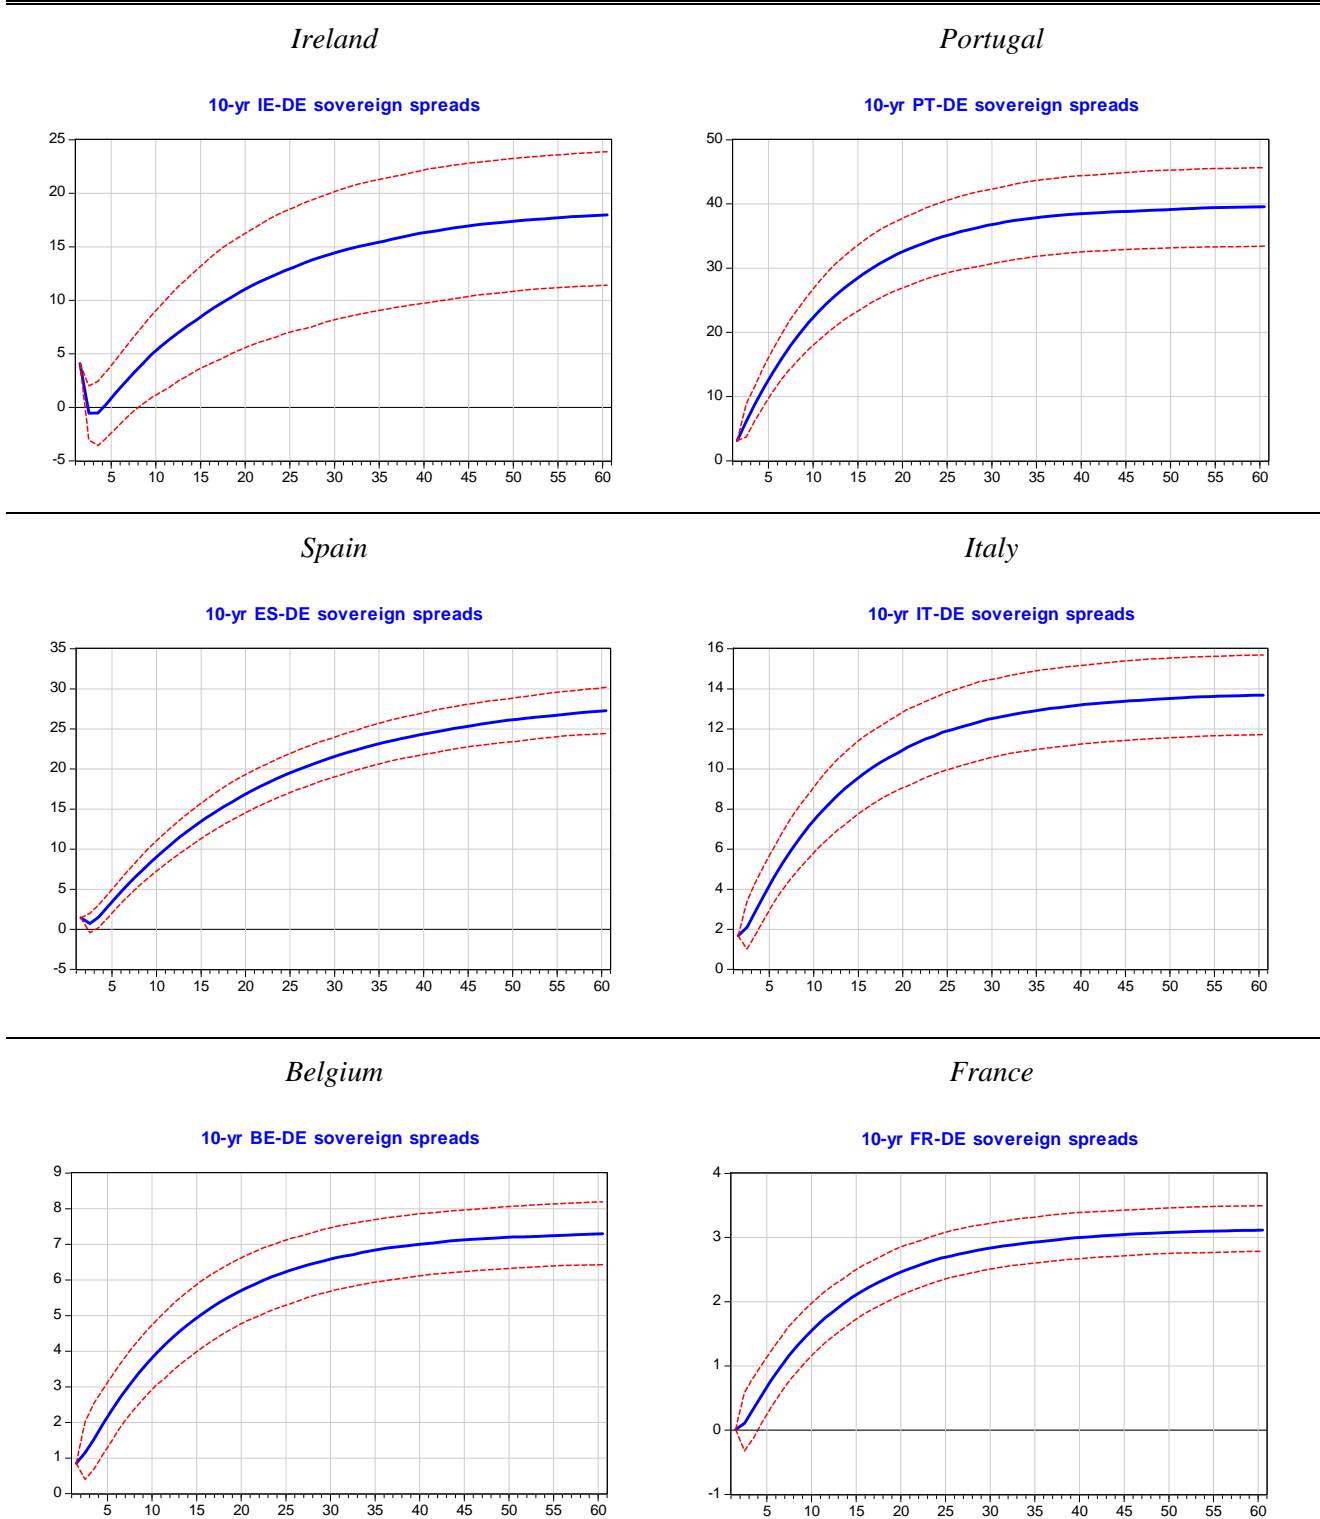 Ireland
Portugal
10-yr IE-DE sovereign spreads
10-yr PT-DE sovereign spreads
25
20
15
10
5
0
-5
5 10 15 20 25 30 35 40 45 50 55 60
50
40
30
20
10
0
5 10 15 20 25 30 35 40 45 50 55 60
Spain
Italy
10-yr ES-DE sovereign spreads
10-yr IT-DE sovereign spreads
35
30
25
20
15
10
5
0
-5
5 10 15 20 25 30 35 40 45 50 55 60
16
14
12
10
8
6
4
2
0
5 10 15 20 25 30 35 40 45 50 55 60
Belgium
France
10-yr BE-DE sovereign spreads
10-yr FR-DE sovereign spreads
9
8
7
6
5
4
3
2
1
0
5 10 15 20 25 30 35 40 45 50 55 60
4
3
2
1
0
-1
5 10 15 20 25 30 35 40 45 50 55 60